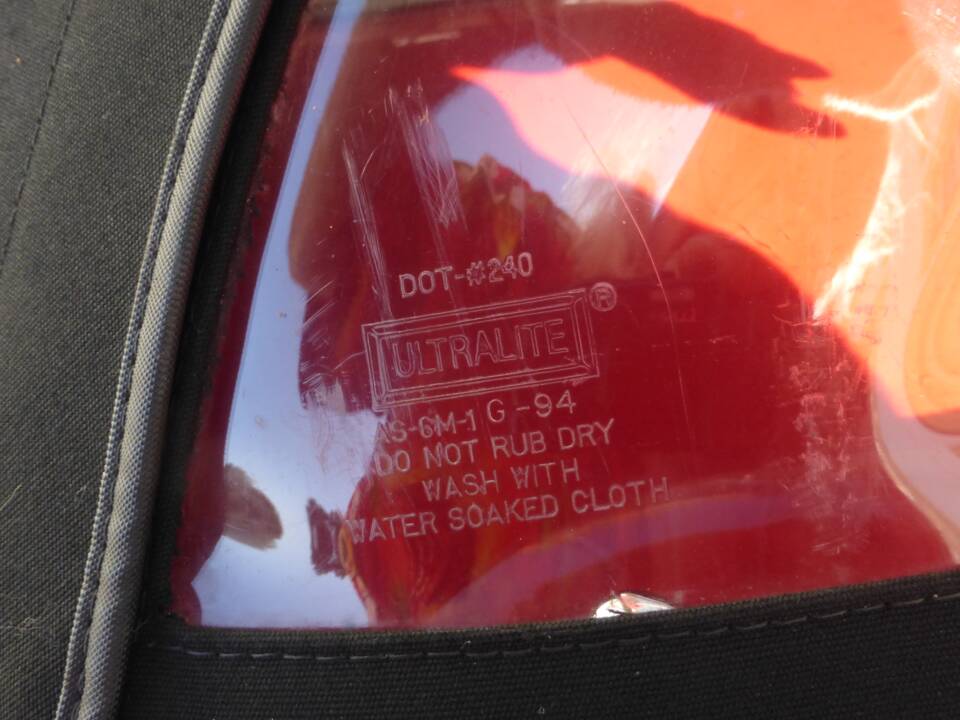 DOT-#240
ULTRALITE®
AS-6M-1 G-94
DO NOT RUB DRY
WASH WITH
WATER SOAKED CLOTH